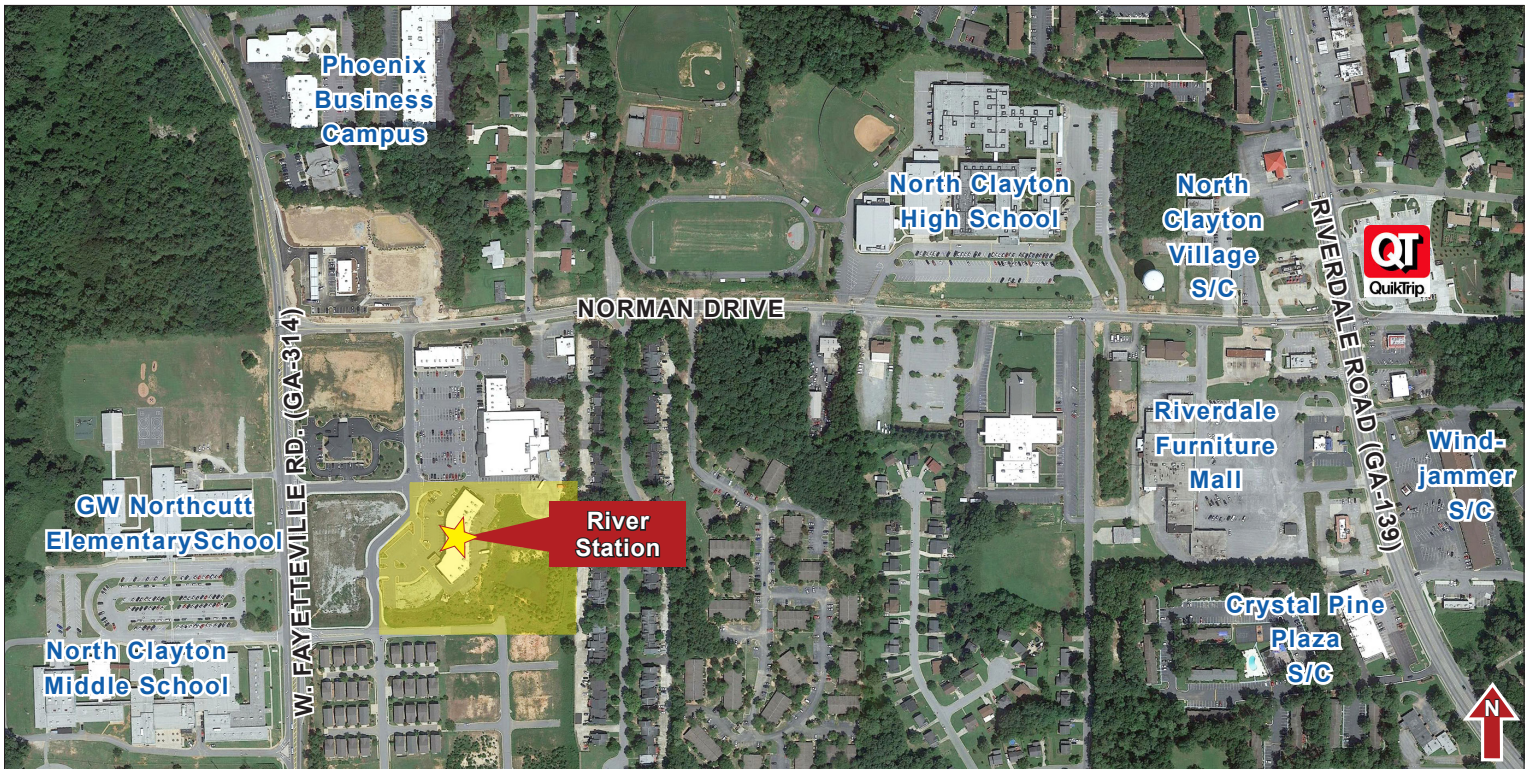 Phoenix
Business
Campus
North Clayton
High School
North
Clayton
Village
S/C
QT
QuikTrip
NORMAN DRIVE
RIVERDALE ROAD (GA-139)
W. FAYETTEVILLE RD. (GA-314)
Riverdale
Furniture
Mall
Wind-
jammer
S/C
GW Northcutt
ElementarySchool
River
Station
North Clayton
Middle School
Crystal Pine
Plaza
S/C
N